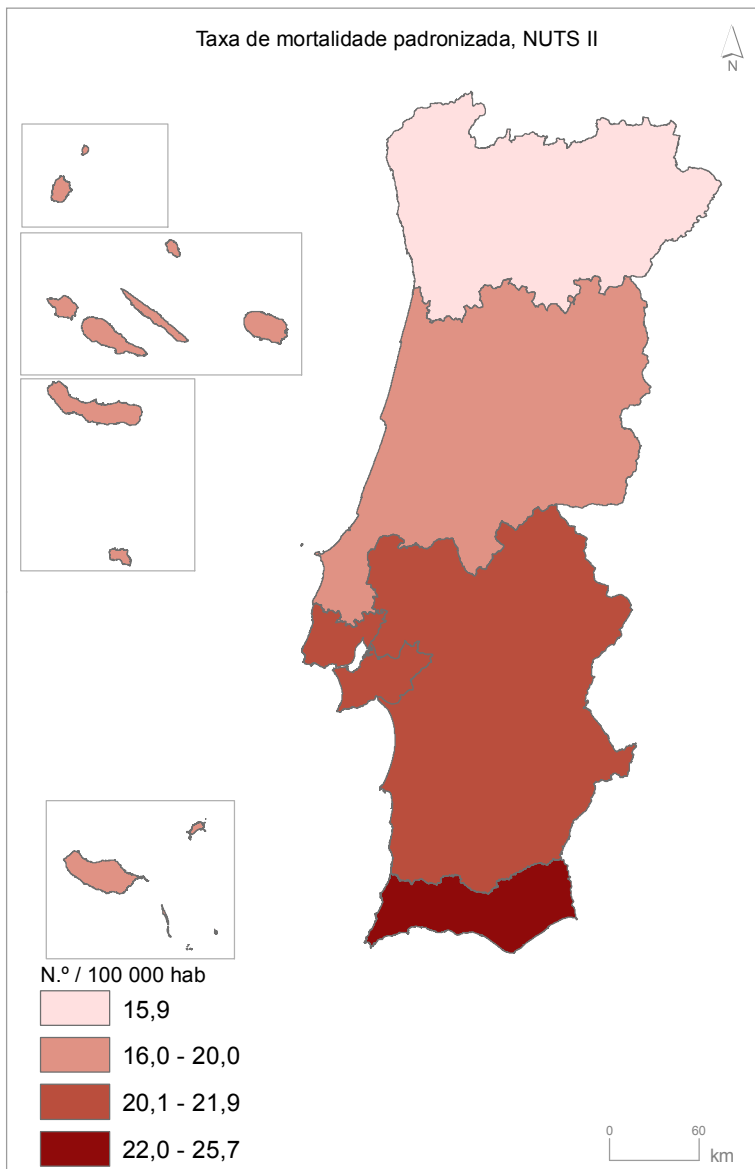 Taxa de mortalidade padronizada, NUTS II
N
N.º / 100 000 hab
15,9
16,0 - 20,0
20,1 - 21,9
22,0 - 25,7
0 60
km